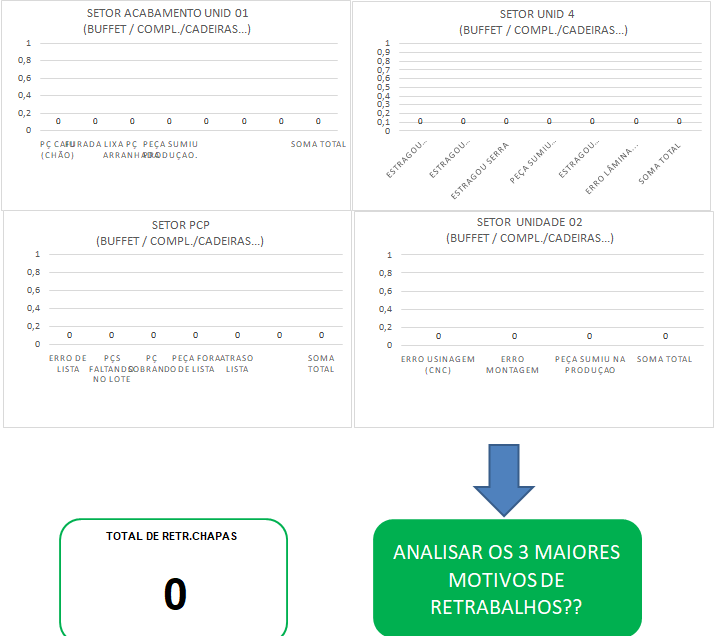 SETOR ACABAMENTO UNID 01
(BUFFET / COMPL./CADEIRAS...)
1
0,8
0,6
0,4
0,2
0
0 0 0 0 0 0 0 0
PÇ CAIU
(CHÃO)
FURADA
LIXA PÇ
ARRANHADA
PEÇA SUMIU
PRODUÇAO.
SOMA TOTAL
SETOR UNID 4
(BUFFET / COMPL./CADEIRAS...)
1
0,9
0,8
0,7
0,6
0,5
0,4
0,3
0,2
0,1
0
0 0 0 0 0 0 0
ESTRAGOU...
ESTRAGOU...
ESTRAGOU SERRA
PEÇA SUMIU...
ESTRAGOU...
ERRO LÂMINA...
SOMA TOTAL
SETOR PCP
(BUFFET / COMPL./CADEIRAS...)
1
0,8
0,6
0,4
0,2
0
0 0 0 0 0 0 0
ERRO DE
LISTA
PÇS
FALTANDO
NO LOTE
PÇ
SOBRANDO
PEÇA FORA
DE LISTA
ATRASO
LISTA
SOMA
TOTAL
SETOR UNIDADE 02
(BUFFET / COMPL./CADEIRAS...)
1
0,8
0,6
0,4
0,2
0
0 0 0 0
ERRO USINAGEM
(CNC)
ERRO
MONTAGEM
PEÇA SUMIU NA
PRODUÇAO
SOMA TOTAL
TOTAL DE RETR.CHAPAS
0
ANALISAR OS 3 MAIORES
MOTIVOS DE
RETRABALHOS??